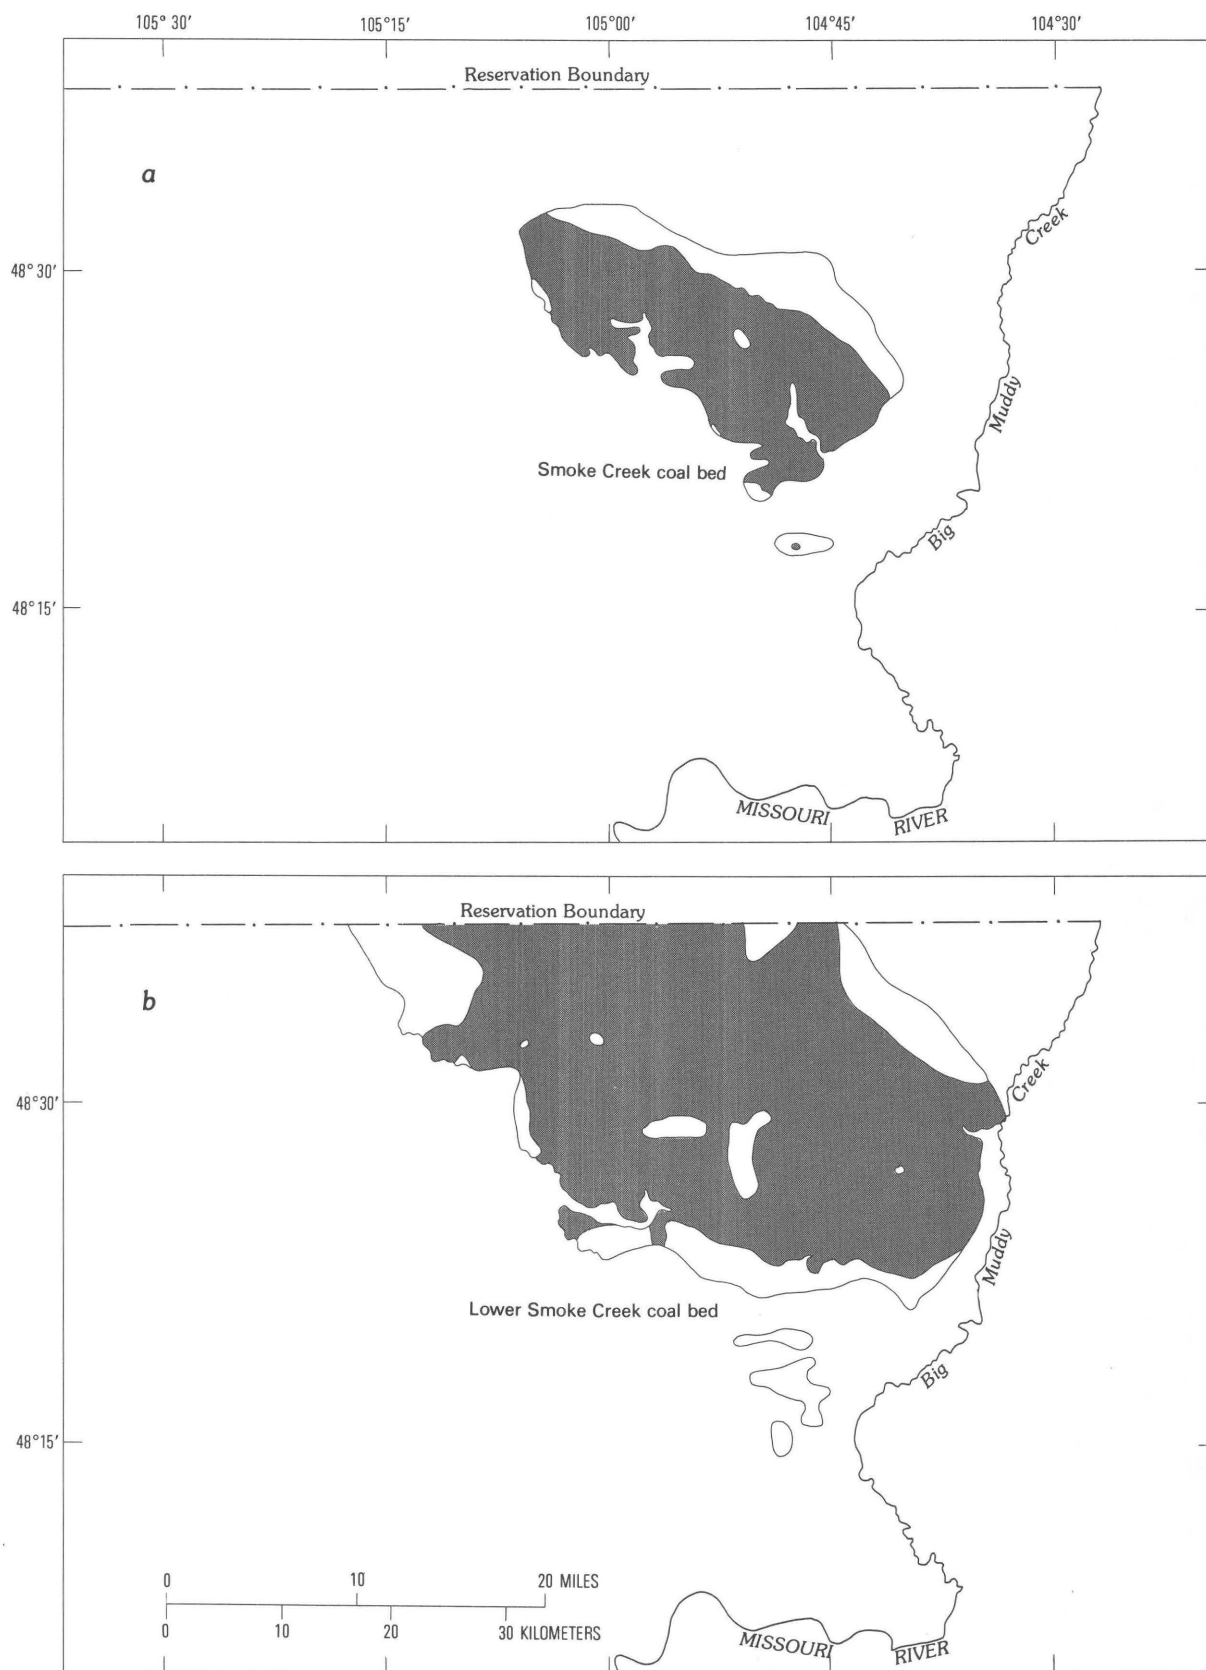 105° 30′ 105° 15′ 105°00′ 104°45′ 104°30′
Reservation Boundary
a
Creek
48° 30′
Muddy
Smoke Creek coal bed
Big
48°15′
MISSOURI
RIVER
Reservation Boundary
b
Creek
48°30′
Muddy
Lower Smoke Creek coal bed
Big
48°15′
0 10 20 MILES
0 10 20 30 KILOMETERS
MISSOURI
RIVER